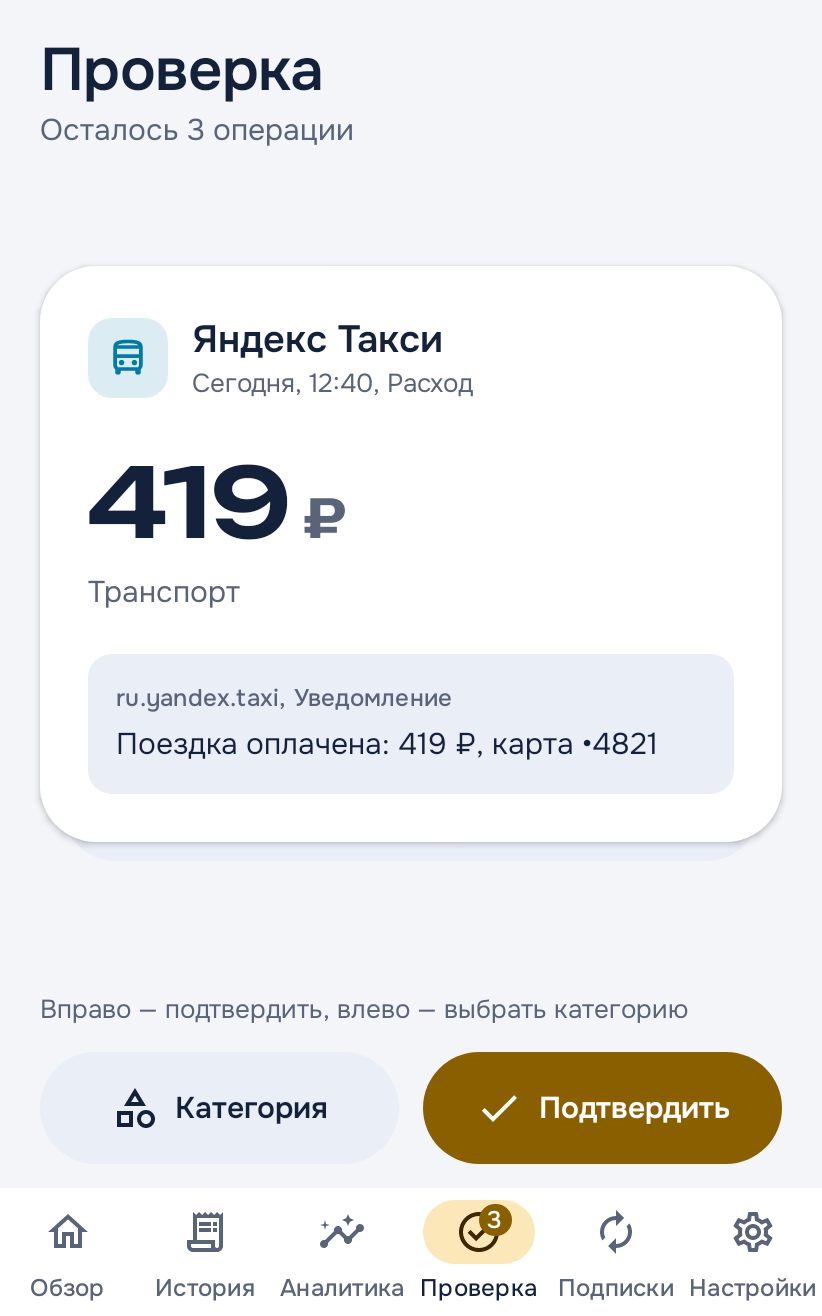 Проверка
Осталось 3 операции
Яндекс Такси
Сегодня, 12:40, Расход
419 ₽
Транспорт
ru.yandex.taxi, Уведомление
Поездка оплачена: 419 ₽, карта •4821
Вправо — подтвердить, влево — выбрать категорию
Категория
Подтвердить
3
Обзор
История
Аналитика
Проверка
Подписки
Настройки